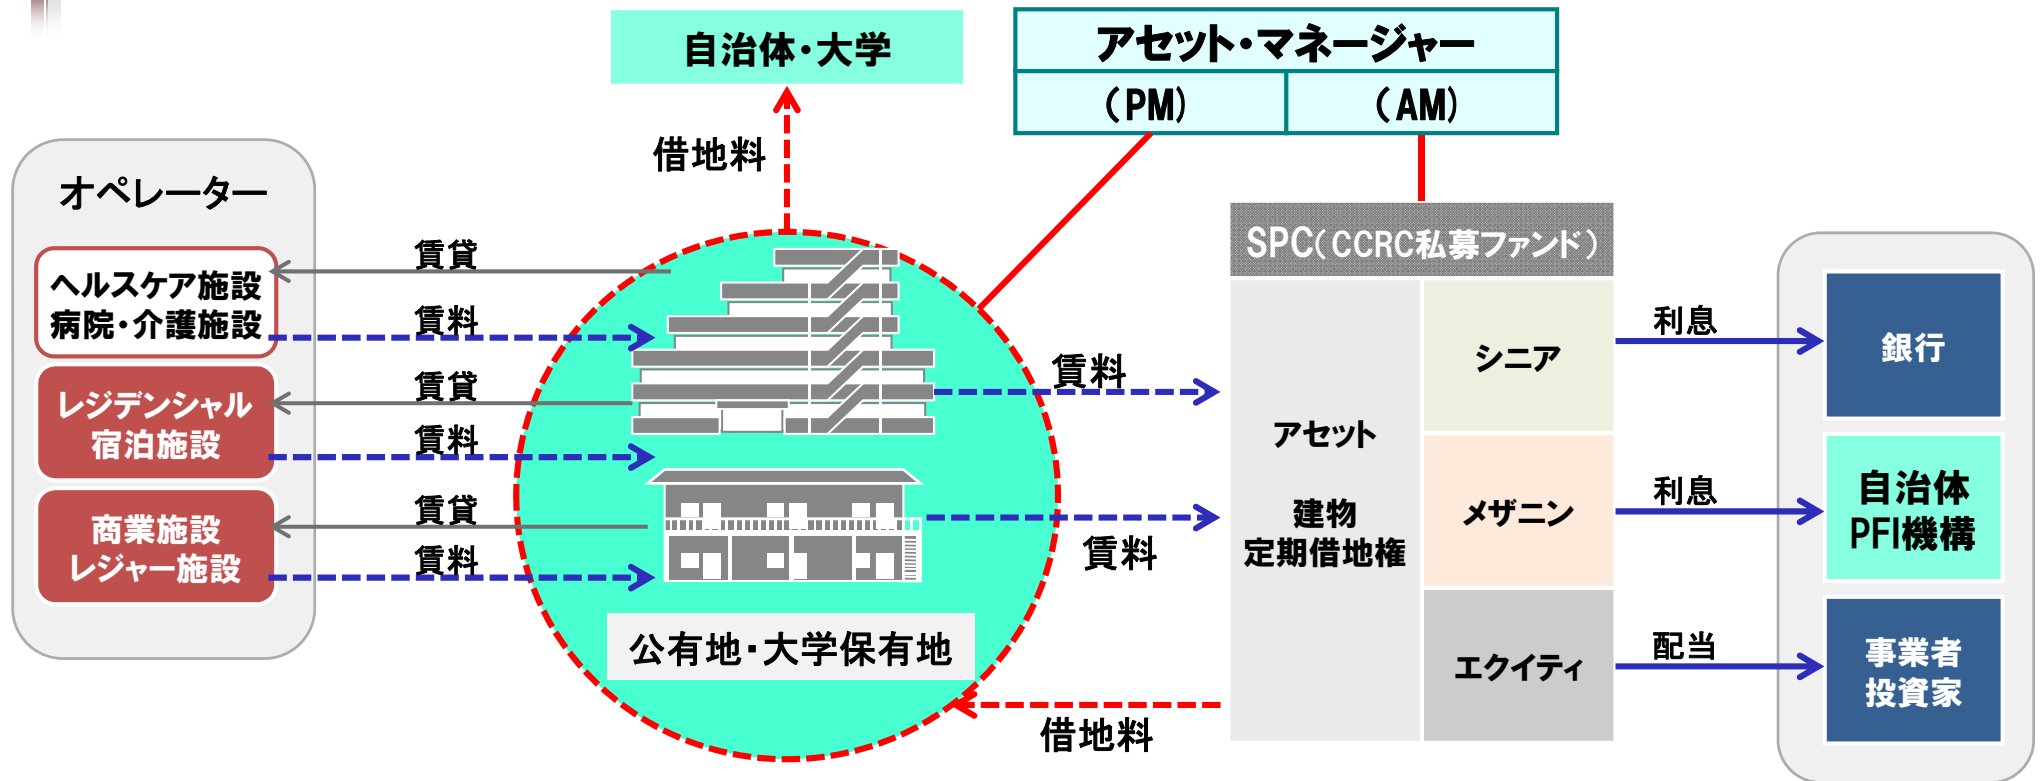 自治体・大学
アセット・マネージャー
（PM）
（AM）
借地料
オペレーター
ヘルスケア施設
病院・介護施設
レジデンシャル
宿泊施設
商業施設
レジャー施設
賃貸
賃料
賃貸
賃料
賃貸
賃料
公有地・大学保有地
賃料
賃料
借地料
SPC（CCRC私募ファンド）
アセット
建物
定期借地権
シニア
メザニン
エクイティ
利息
利息
配当
銀行
自治体
PFI機構
事業者
投資家